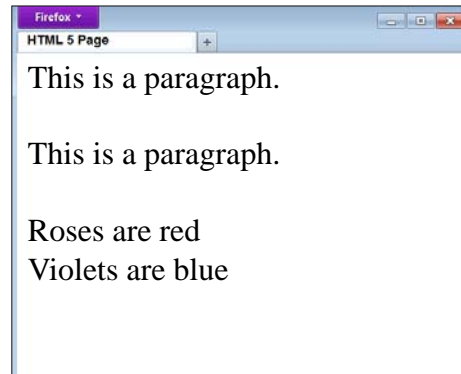 Firefox
HTML 5 Page
This is a paragraph.
This is a paragraph.
Roses are red
Violets are blue